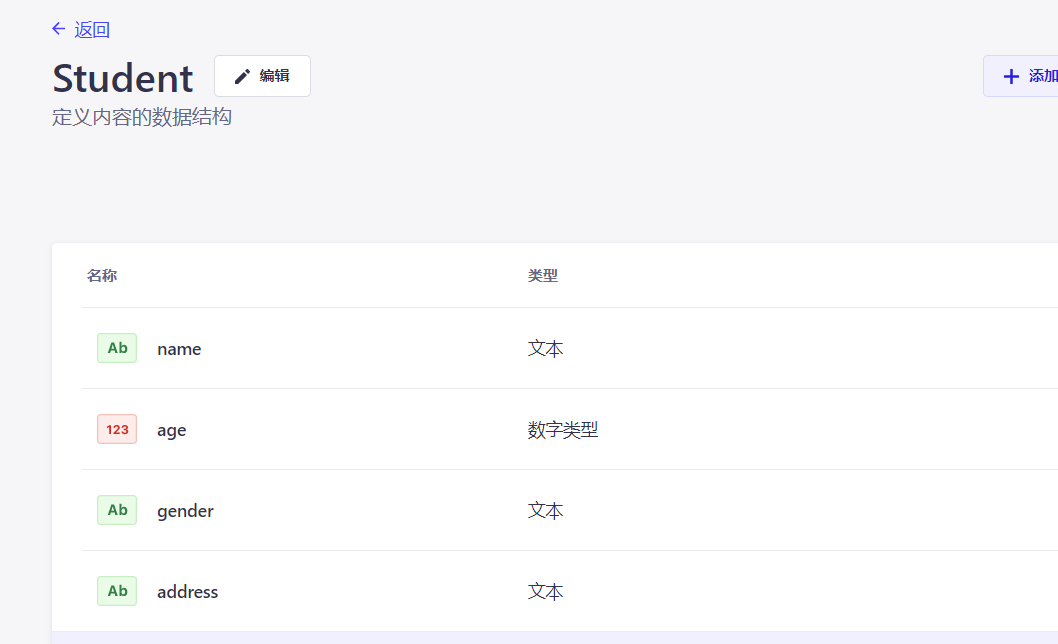 返回
Student 编辑 添加
定义内容的数据结构
名称 类型
Ab name 文本
123 age 数字类型
Ab gender 文本
Ab address 文本